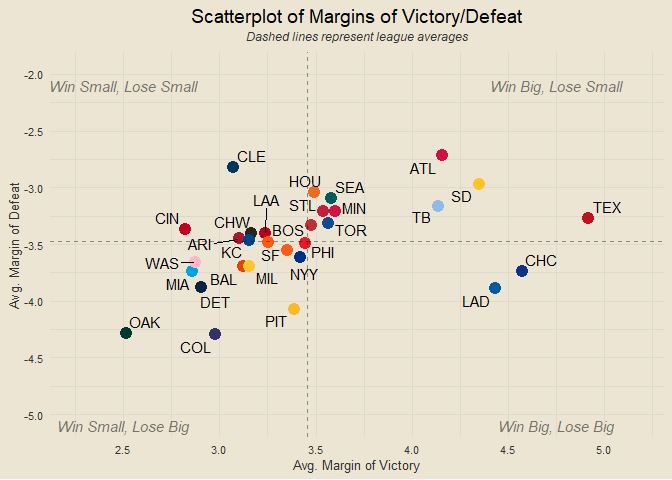 Scatterplot of Margins of Victory/Defeat
Dashed lines represent league averages
-2.0
Win Small, Lose Small
Win Big, Lose Small
-2.5
CLE
ATL
-3.0
HOU
SEA
SD
LAA
STL
MIN
TB
TEX
CIN
CHW
BOS
TOR
-3.5
ARI
KC
SF
PHI
WAS
CHC
MIA
BAL
MIL
NYY
-4.0
DET
LAD
PIT
OAK
COL
-4.5
-5.0
Win Small, Lose Big
Win Big, Lose Big
2.5
3.0
3.5
4.0
4.5
5.0
Avg. Margin of Victory
Avg. Margin of Defeat